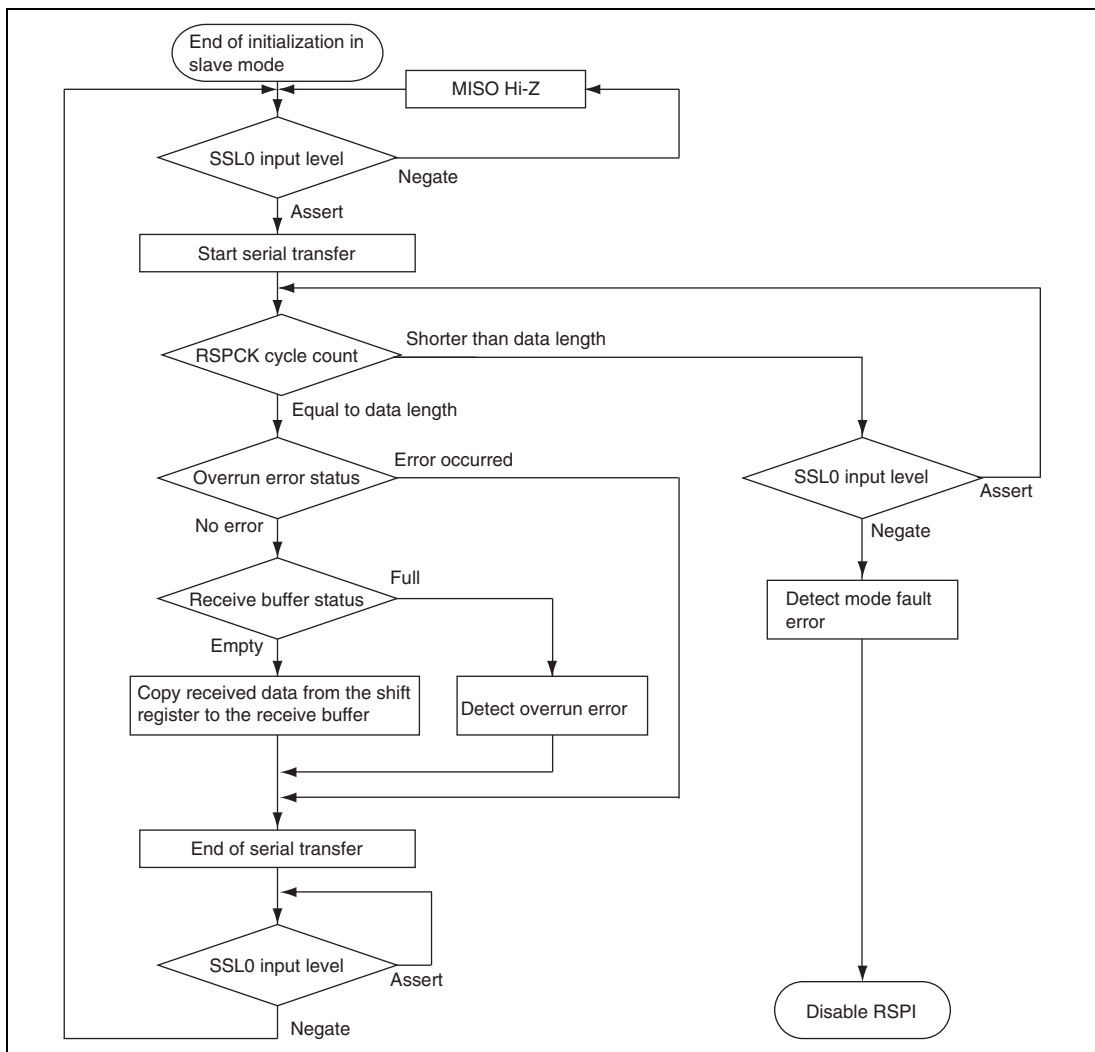 End of initialization in
slave mode
MISO Hi-Z
SSL0 input level
Negate
Assert
Start serial transfer
RSPCK cycle count
Shorter than data length
Equal to data length
Overrun error status
Error occurred
SSL0 input level
Assert
No error
Negate
Receive buffer status
Full
Detect mode fault
error
Empty
Copy received data from the shift
register to the receive buffer
Detect overrun error
End of serial transfer
SSL0 input level
Assert
Negate
Disable RSPI